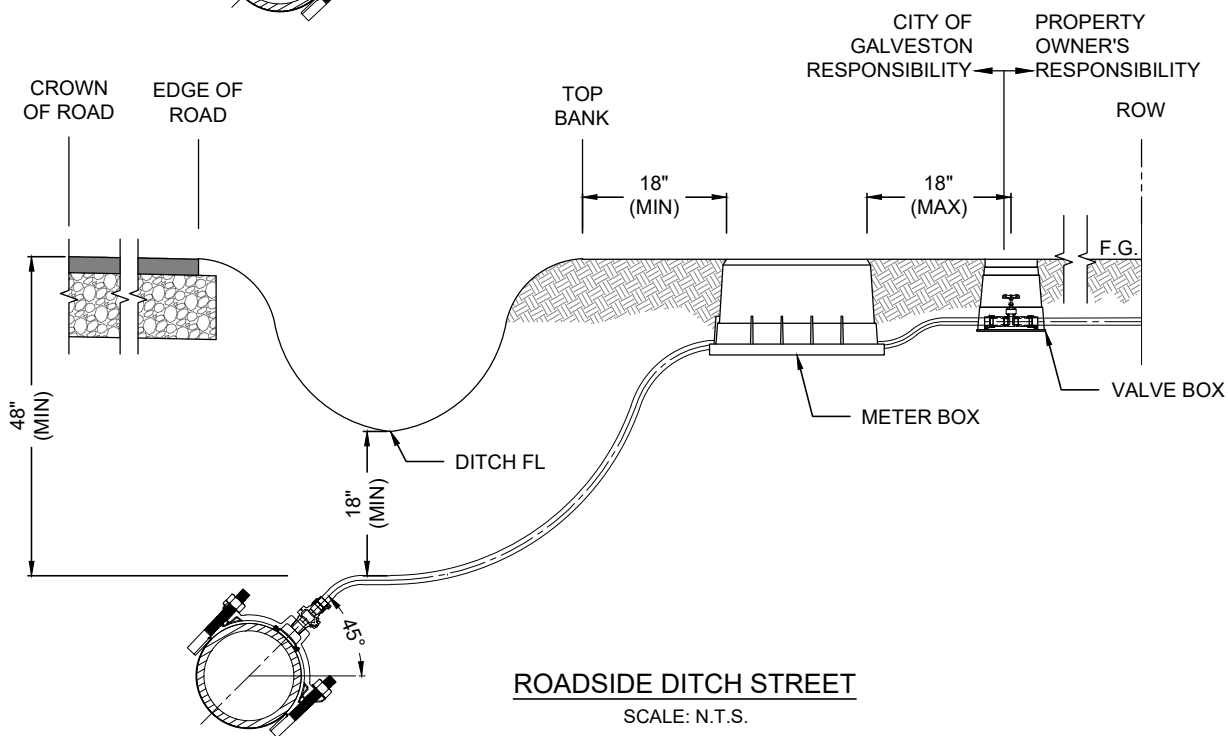 CITY OF
GALVESTON
RESPONSIBILITY
PROPERTY
OWNER'S
RESPONSIBILITY
CROWN
OF ROAD
EDGE OF
ROAD
TOP
BANK
ROW
18"
(MIN)
18"
(MAX)
F.G.
48"
(MIN)
VALVE BOX
METER BOX
DITCH FL
18"
(MIN)
45°
ROADSIDE DITCH STREET
SCALE: N.T.S.